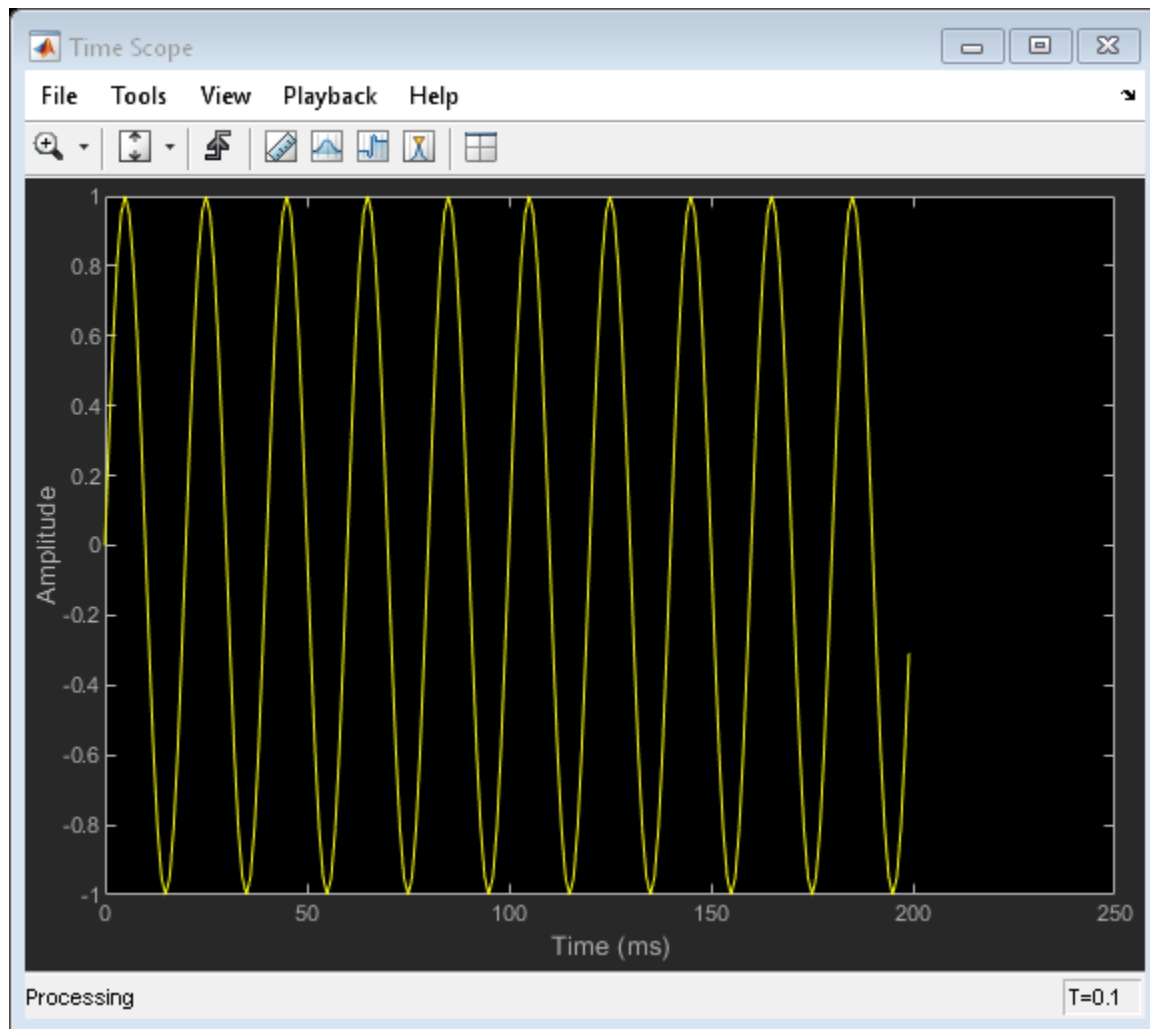 Time Scope
File Tools View Playback Help
1
0.8
0.6
0.4
0.2
0
-0.2
-0.4
-0.6
-0.8
-1
Amplitude
0 50 100 150 200 250
Time (ms)
Processing T=0.1